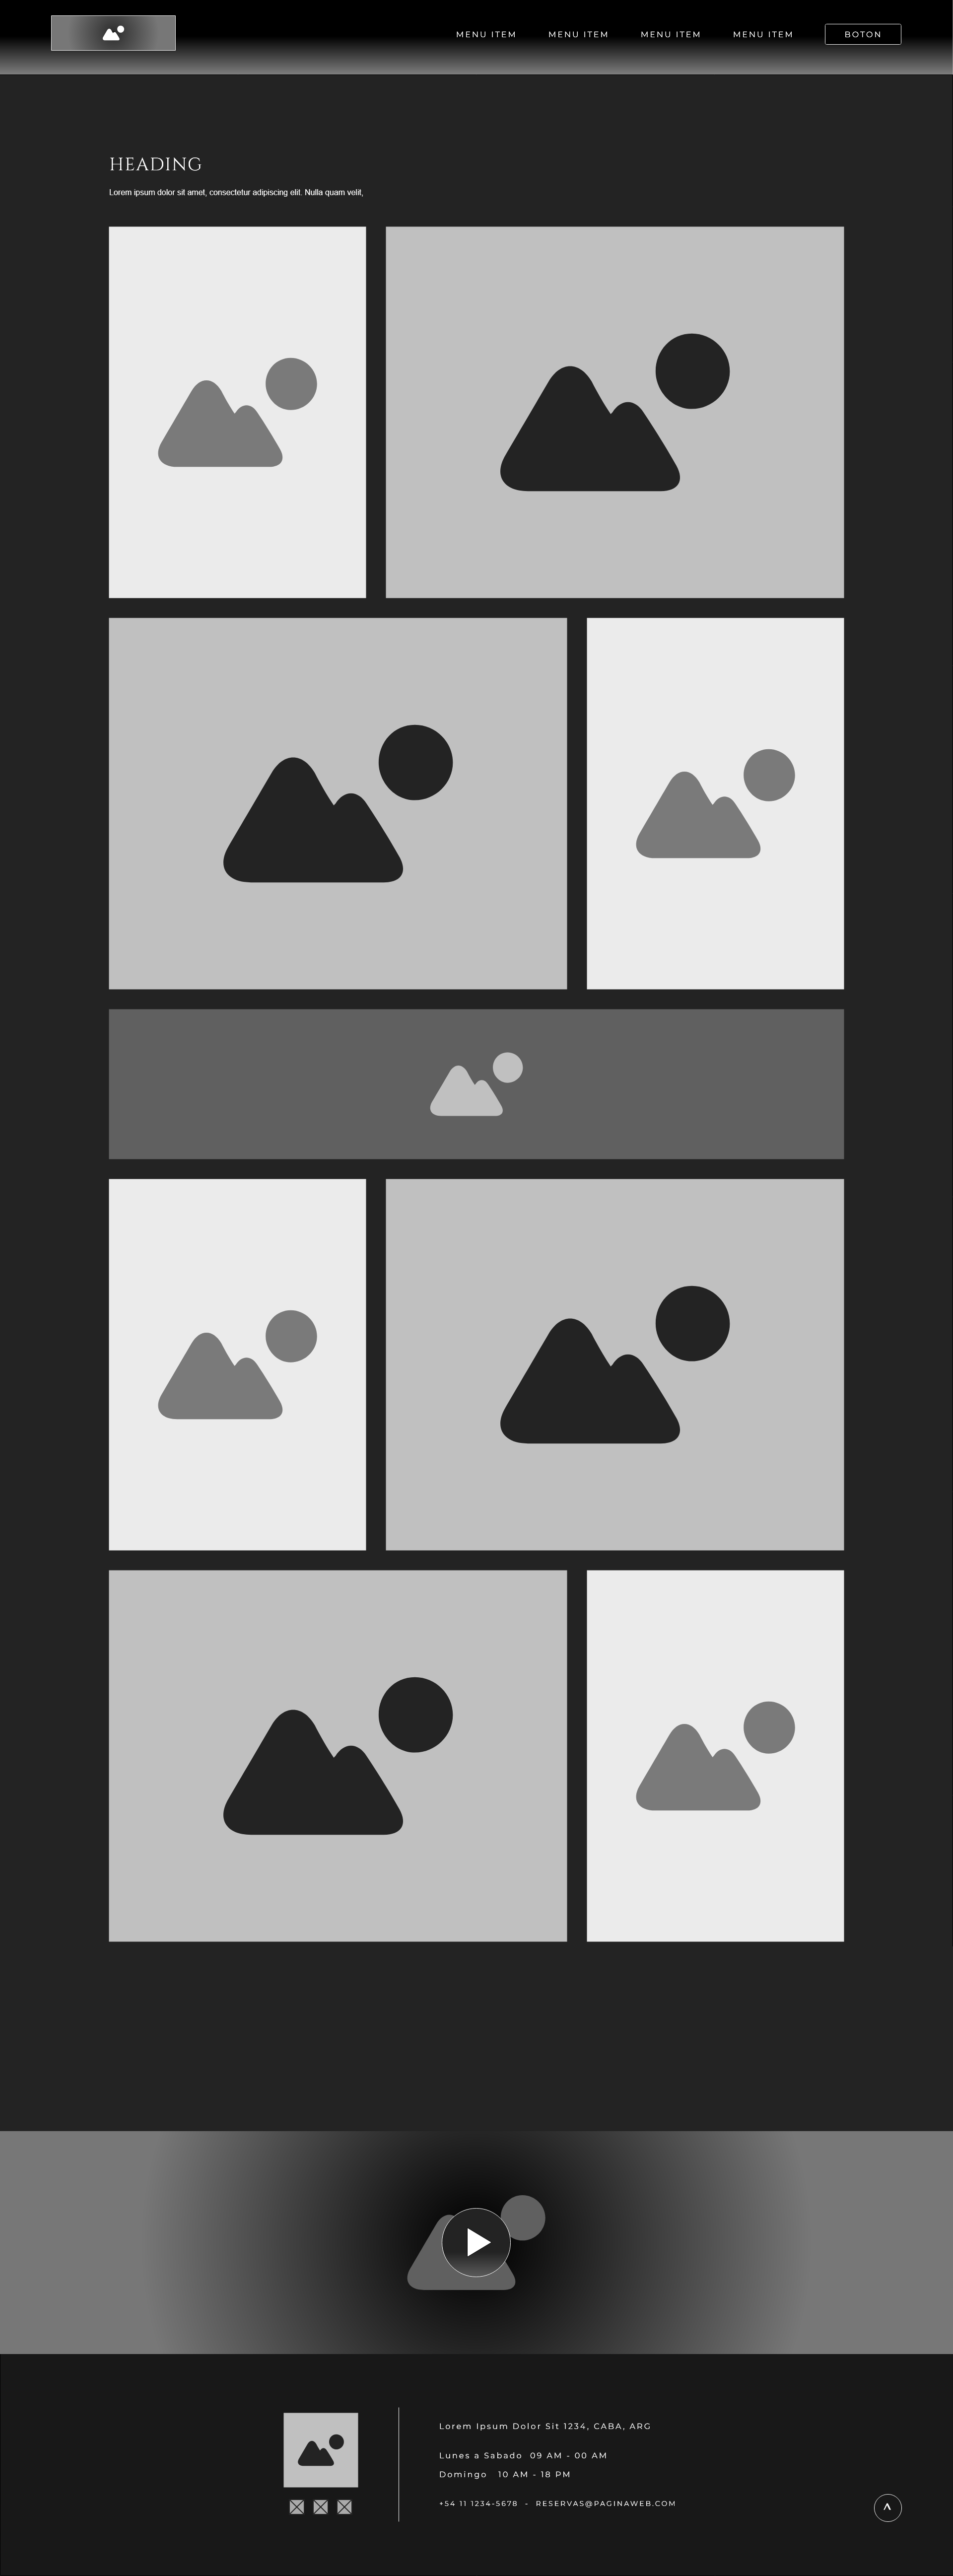 MENU ITEM MENU ITEM MENU ITEM MENU ITEM BOTON
HEADING
Lorem ipsum dolor sit amet, consectetur adipiscing elit. Nulla quam velit,
Lorem Ipsum Dolor Sit 1234, CABA, ARG
Lunes a Sabado 09 AM - 00 AM
Domingo 10 AM - 18 PM
+54 11 1234-5678 - RESERVAS@PAGINAWEB.COM